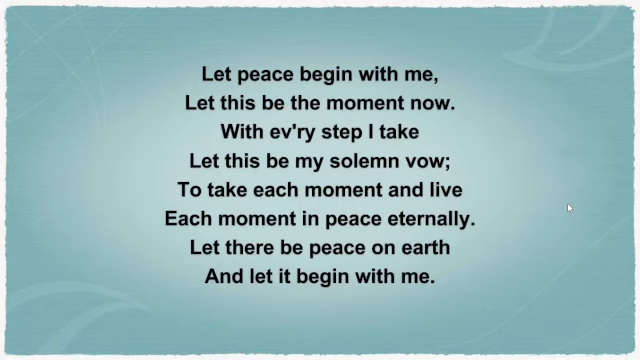 Let peace begin with me,
Let this be the moment now.
With ev'ry step I take
Let this be my solemn vow;
To take each moment and live
Each moment in peace eternally.
Let there be peace on earth
And let it begin with me.